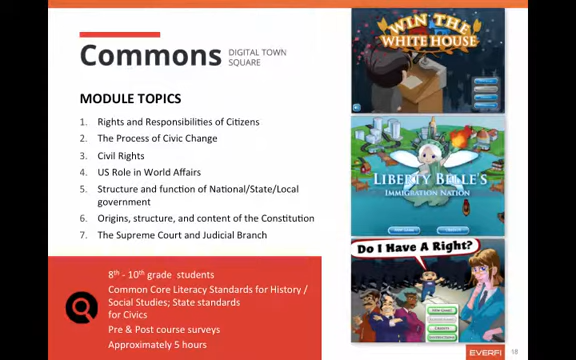 WIN THE
WHITE HOUSE
Commons
DIGITAL TOWN
SQUARE
MODULE TOPICS
1. Rights and Responsibilities of Citizens
2. The Process of Civic Change
3. Civil Rights
4. US Role in World Affairs
5. Structure and function of National/State/Local
government
6. Origins, structure, and content of the Constitution
7. The Supreme Court and Judicial Branch
LIBERTY BELLE'S
IMMIGRATION NATION
Do I Have A Right?
8th - 10th grade students
Common Core Literacy Standards for History /
Social Studies; State standards
for Civics
Pre & Post course surveys
Approximately 5 hours
EVERFI
18